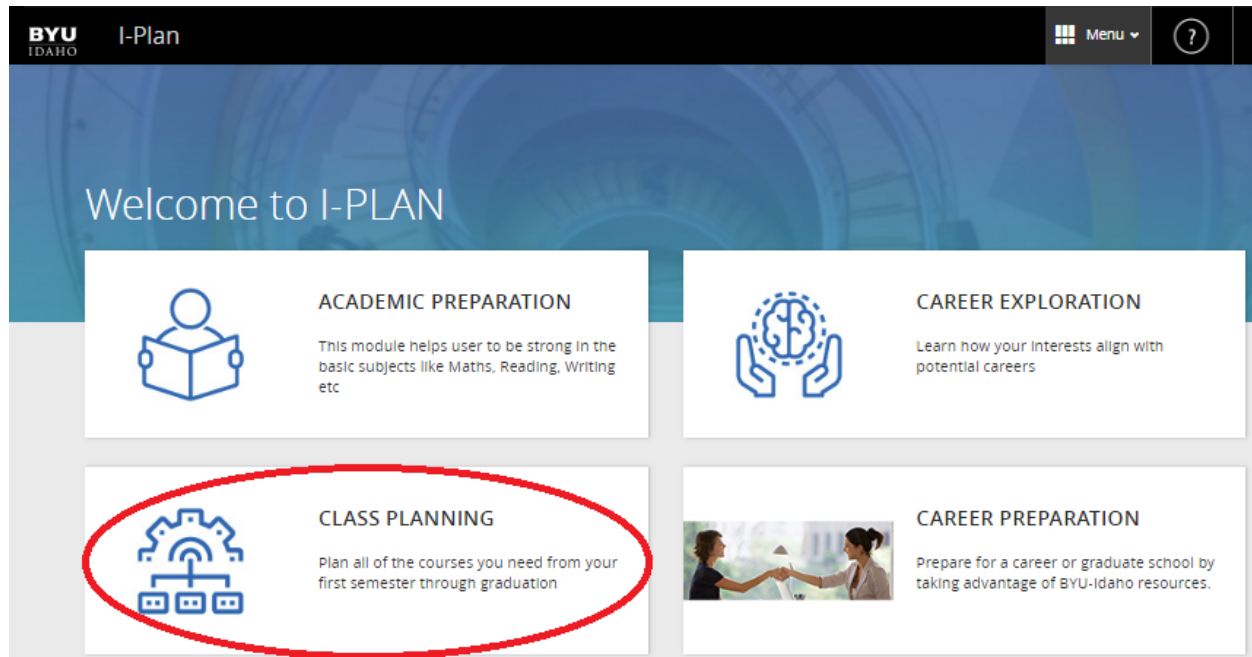 BYU
IDAHO
I-Plan
Menu
?
Welcome to I-PLAN
ACADEMIC PREPARATION
This module helps user to be strong in the
basic subjects like Maths, Reading, Writing
etc
CAREER EXPLORATION
Learn how your interests align with
potential careers
CLASS PLANNING
Plan all of the courses you need from your
first semester through graduation
CAREER PREPARATION
Prepare for a career or graduate school by
taking advantage of BYU-Idaho resources.